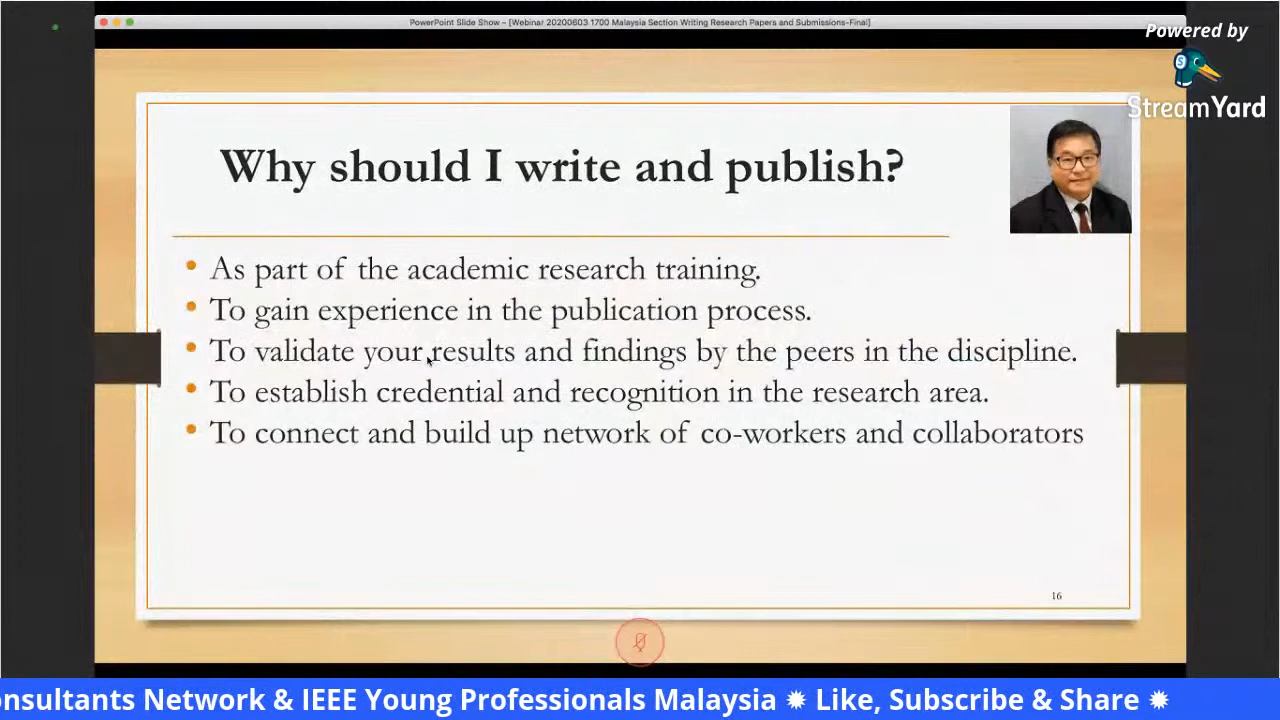 PowerPoint Slide Show – [Webinar 20200603 1700 Malaysia Section Writing Research Papers and Submissions-Final]
Powered by
StreamYard
Why should I write and publish?
• As part of the academic research training.
• To gain experience in the publication process.
• To validate your results and findings by the peers in the discipline.
• To establish credential and recognition in the research area.
• To connect and build up network of co-workers and collaborators
16
onsultants Network & IEEE Young Professionals Malaysia ✹ Like, Subscribe & Share ✹